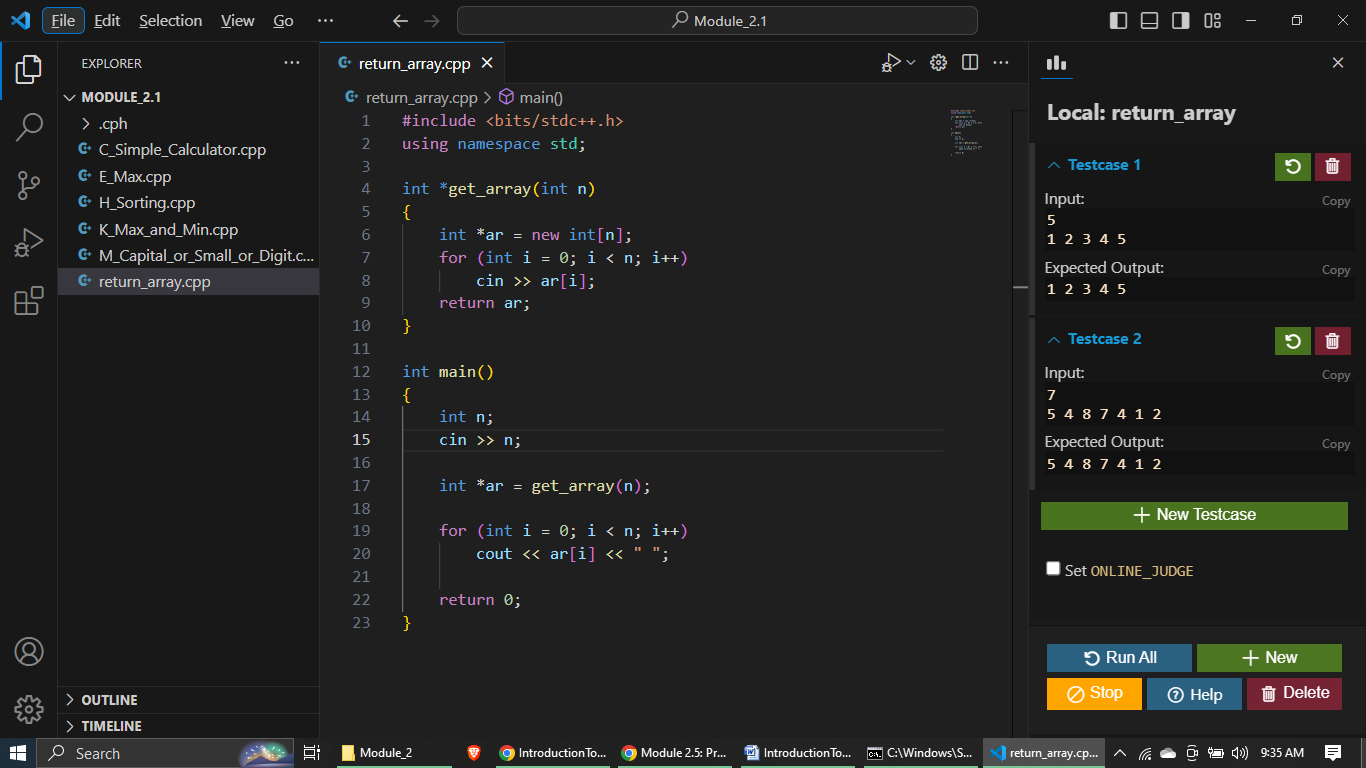 File Edit Selection View Go ··· Module_2.1
EXPLORER ···
MODULE_2.1
.cph
C_Simple_Calculator.cpp
E_Max.cpp
H_Sorting.cpp
K_Max_and_Min.cpp
M_Capital_or_Small_or_Digit.c...
return_array.cpp
OUTLINE
TIMELINE
return_array.cpp
return_array.cpp > main()
1 #include <bits/stdc++.h>
2 using namespace std;
3
4 int *get_array(int n)
5 {
6 int *ar = new int[n];
7 for (int i = 0; i < n; i++)
8 cin >> ar[i];
9 return ar;
10 }
11
12 int main()
13 {
14 int n;
15 cin >> n;
16
17 int *ar = get_array(n);
18
19 for (int i = 0; i < n; i++)
20 cout << ar[i] << " ";
21
22 return 0;
23 }
Local: return_array
Testcase 1
Input: Copy
5
1 2 3 4 5
Expected Output: Copy
1 2 3 4 5
Testcase 2
Input: Copy
7
5 4 8 7 4 1 2
Expected Output: Copy
5 4 8 7 4 1 2
+ New Testcase
Set ONLINE_JUDGE
Run All + New
Stop Help Delete
Search Module_2 IntroductionTo... Module 2.5: Pr... IntroductionTo... C:\Windows\S... return_array.cp... 9:35 AM